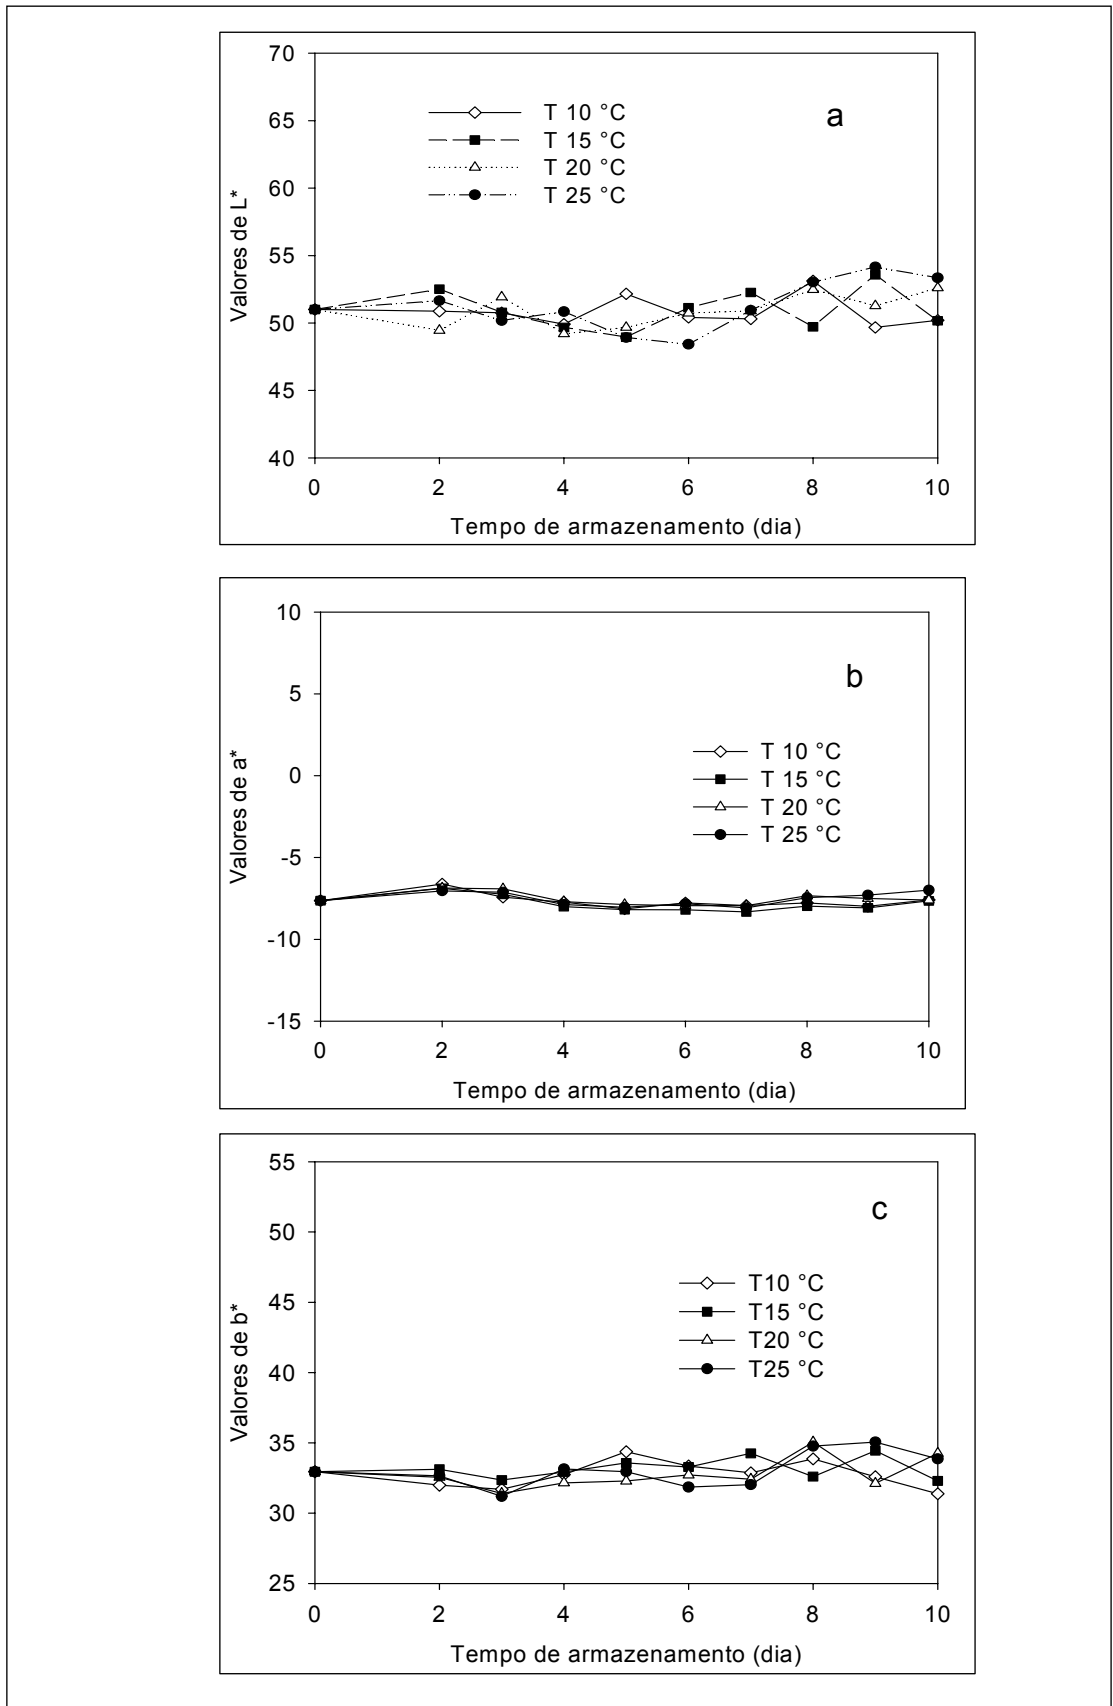 70
65
60
55
50
45
40
Valores de L*
T 10 °C
T 15 °C
T 20 °C
T 25 °C
a
0 2 4 6 8 10
Tempo de armazenamento (dia)
10
5
0
-5
-10
-15
Valores de a*
b
T 10 °C
T 15 °C
T 20 °C
T 25 °C
0 2 4 6 8 10
Tempo de armazenamento (dia)
55
50
45
40
35
30
25
Valores de b*
c
T10 °C
T15 °C
T20 °C
T25 °C
0 2 4 6 8 10
Tempo de armazenamento (dia)